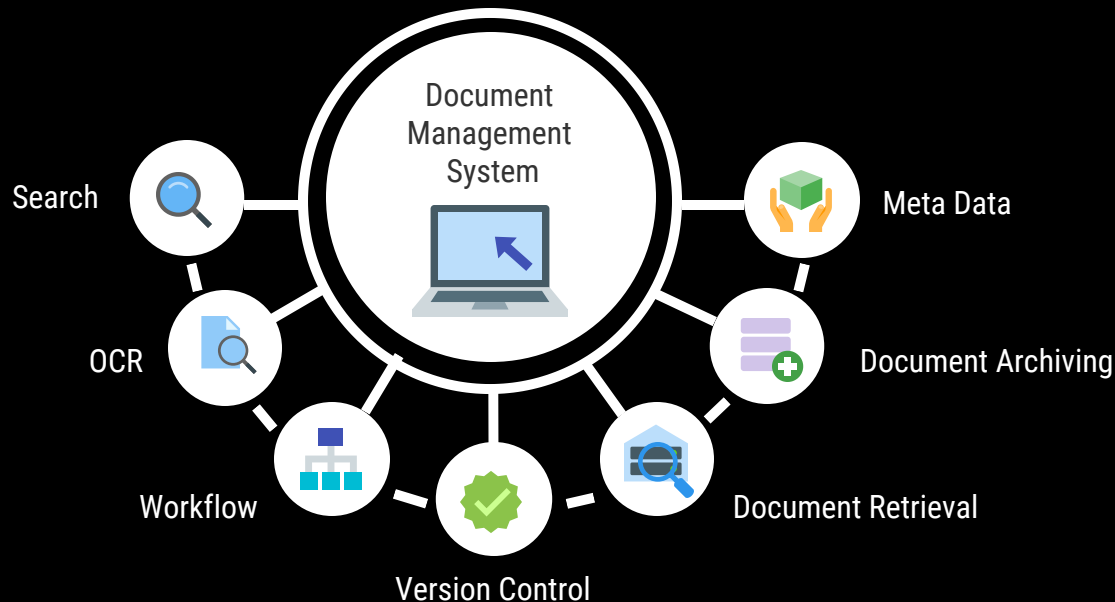 Document
Management
System
Search
Meta Data
OCR
Document Archiving
Workflow
Document Retrieval
Version Control